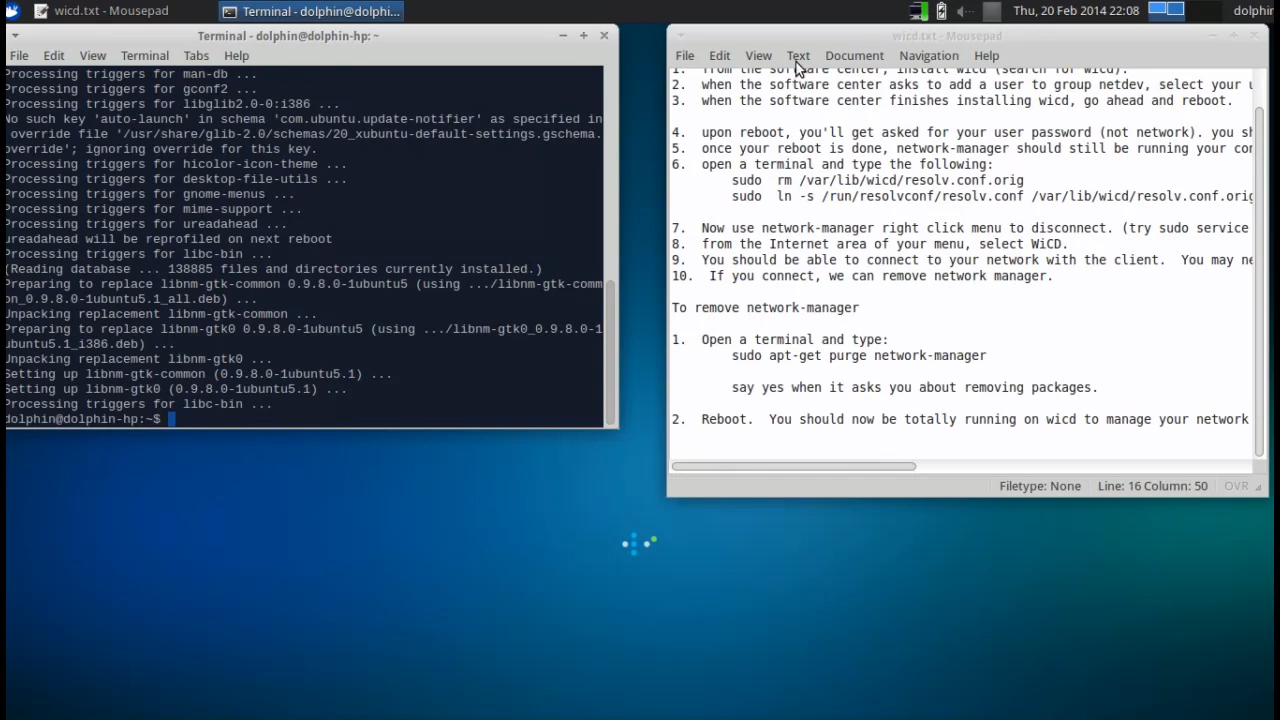 wicd.txt - Mousepad
Terminal - dolphin@dolphi...
Thu, 20 Feb 2014 22:08
dolphin
Terminal - dolphin@dolphin-hp: ~
File Edit View Terminal Tabs Help
Processing triggers for man-db ...
Processing triggers for gconf2 ...
Processing triggers for libglib2.0-0:i386 ...
No such key 'auto-launch' in schema 'com.ubuntu.update-notifier' as specified in
override file '/usr/share/glib-2.0/schemas/20_xubuntu-default-settings.gschema.
override'; ignoring override for this key.
Processing triggers for hicolor-icon-theme ...
Processing triggers for desktop-file-utils ...
Processing triggers for gnome-menus ...
Processing triggers for mime-support ...
Processing triggers for ureadahead ...
ureadahead will be reprofiled on next reboot
Processing triggers for libc-bin ...
(Reading database ... 138885 files and directories currently installed.)
Preparing to replace libnm-gtk-common 0.9.8.0-1ubuntu5 (using .../libnm-gtk-comm
on_0.9.8.0-1ubuntu5.1_all.deb) ...
Unpacking replacement libnm-gtk-common ...
Preparing to replace libnm-gtk0 0.9.8.0-1ubuntu5 (using .../libnm-gtk0_0.9.8.0-1
ubuntu5.1_i386.deb) ...
Unpacking replacement libnm-gtk0 ...
Setting up libnm-gtk-common (0.9.8.0-1ubuntu5.1) ...
Setting up libnm-gtk0 (0.9.8.0-1ubuntu5.1) ...
Processing triggers for libc-bin ...
dolphin@dolphin-hp:~$
wicd.txt - Mousepad
File Edit View Text Document Navigation Help
1. from the software center, install wicd (search for wicd).
2. when the software center asks to add a user to group netdev, select your u
3. when the software center finishes installing wicd, go ahead and reboot.
4. upon reboot, you'll get asked for your user password (not network). you sh
5. once your reboot is done, network-manager should still be running your con
6. open a terminal and type the following:
sudo rm /var/lib/wicd/resolv.conf.orig
sudo ln -s /run/resolvconf/resolv.conf /var/lib/wicd/resolv.conf.orig
7. Now use network-manager right click menu to disconnect. (try sudo service
8. from the Internet area of your menu, select WiCD.
9. You should be able to connect to your network with the client. You may ne
10. If you connect, we can remove network manager.
To remove network-manager
1. Open a terminal and type:
sudo apt-get purge network-manager
say yes when it asks you about removing packages.
2. Reboot. You should now be totally running on wicd to manage your network
Filetype: None Line: 16 Column: 50 OVR